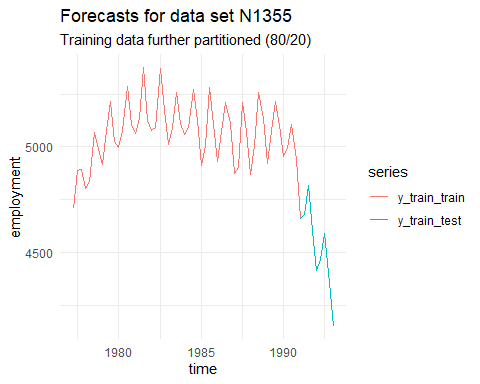 Forecasts for data set N1355
Training data further partitioned (80/20)
employment
5000
4500
1980
1985
1990
time
series
y_train_train
y_train_test